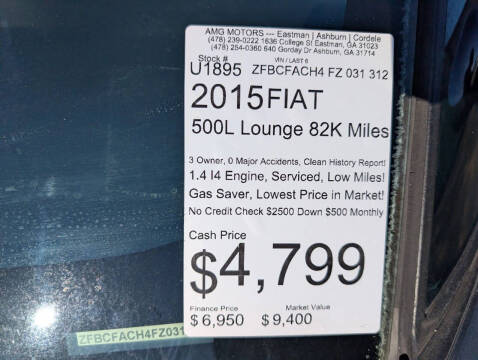 AMG MOTORS --- Eastman | Ashburn | Cordele
(478) 239-0222 1636 College St Eastman, GA 31023
(478) 254-0360 640 Gorday Dr Ashburn, GA 31714
Stock # VIN / LAST 6
U1895 ZFBCFACH4 FZ 031 312
2015 FIAT
500L Lounge 82K Miles
3 Owner, 0 Major Accidents, Clean History Report!
1.4 I4 Engine, Serviced, Low Miles!
Gas Saver, Lowest Price in Market!
No Credit Check $2500 Down $500 Monthly
Cash Price
$4,799
Finance Price Market Value
$6,950 $9,400
ZFBCFACH4FZ031